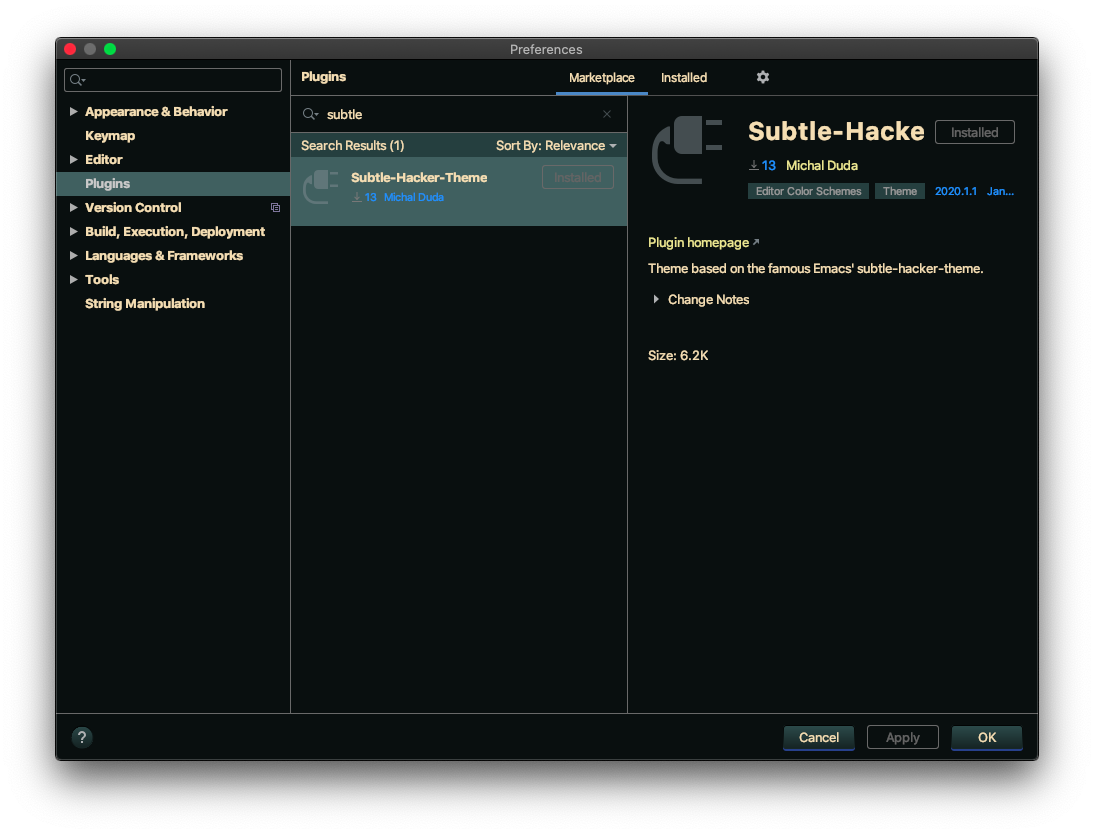 Preferences
Appearance & Behavior
Keymap
Editor
Plugins
Version Control
Build, Execution, Deployment
Languages & Frameworks
Tools
String Manipulation
Plugins
Marketplace
Installed
subtle
Search Results (1)
Sort By: Relevance
Subtle-Hacker-Theme
Installed
13 Michal Duda
Subtle-Hacke
Installed
13 Michal Duda
Editor Color Schemes
Theme
2020.1.1
Jan...
Plugin homepage
Theme based on the famous Emacs' subtle-hacker-theme.
Change Notes
Size: 6.2K
?
Cancel
Apply
OK